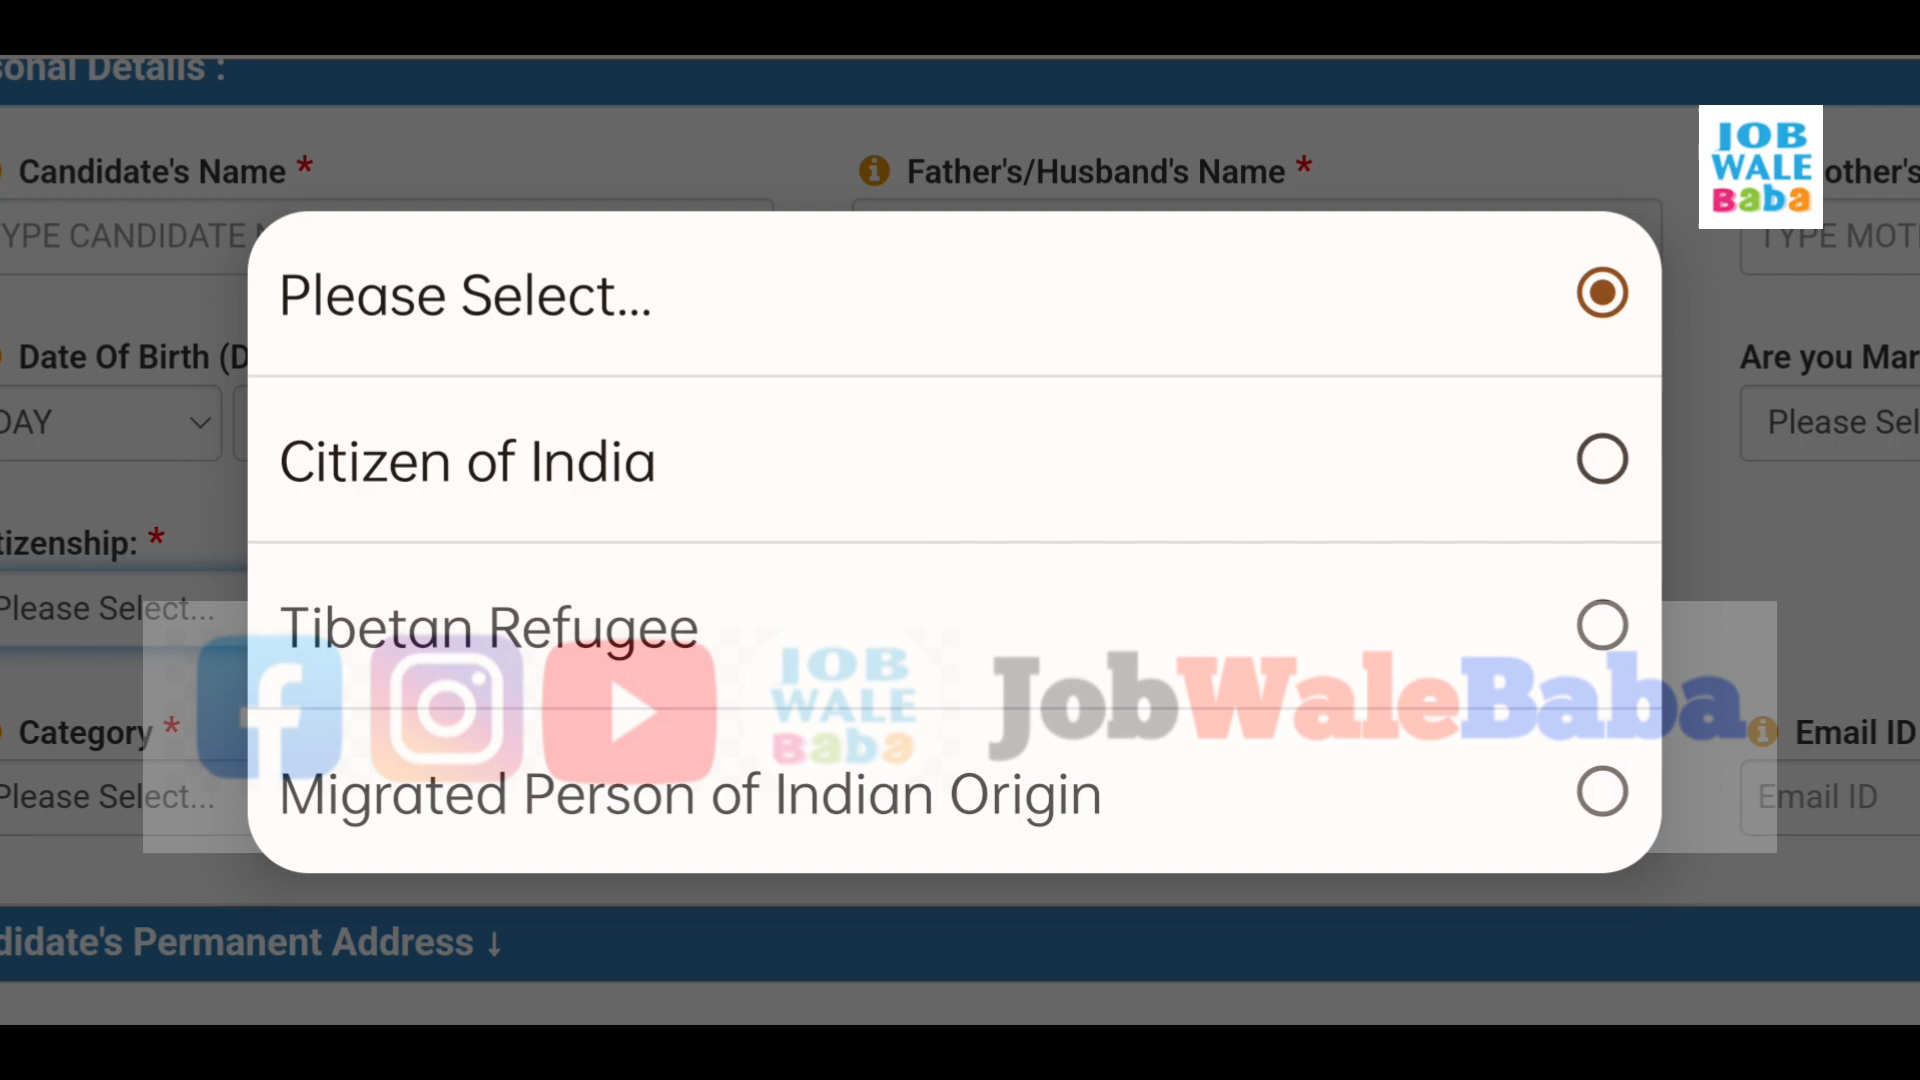 sonal Details :
Candidate's Name *
Father's/Husband's Name *
other's
TYPE CANDIDATE
TYPE MOT
JOB
WALE
Baba
Please Select...
Date Of Birth (D
Are you Mar
DAY
Please Sel
Citizen of India
tizenship: *
Please Select...
Tibetan Refugee
JOB
WALE
Baba
JobWaleBaba
Category *
Email ID
Please Select...
Migrated Person of Indian Origin
Email ID
didate's Permanent Address ↓